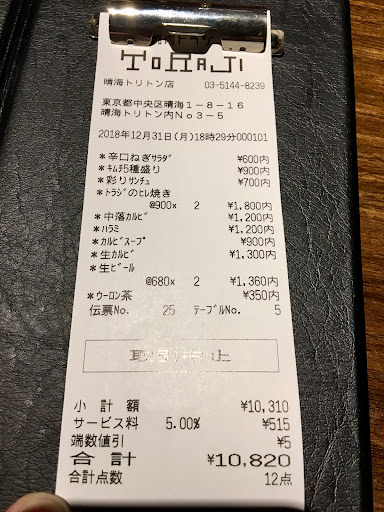 TORAJI
晴海トリトン店 03-5144-8239
東京都中央区晴海1-8-16
晴海トリトン内No3-5
2018年12月31日(月)18時29分000101
*辛口ねぎｻﾗﾀﾞ ¥600内
*ｷﾑﾁ5種盛り ¥900内
*彩りｻﾝﾁｭ ¥700内
*ﾄﾗｼﾞのﾋﾚ焼き
@900× 2 ¥1,800内
*中落ｶﾙﾋﾞ ¥1,200内
*ﾊﾗﾐ ¥1,200内
*ｶﾙﾋﾞｽｰﾌﾟ ¥900内
*生ｶﾙﾋﾞ ¥1,300内
*生ﾋﾞｰﾙ
@680× 2 ¥1,360内
*ｳｰﾛﾝ茶 ¥350内
伝票No. 25 ﾃｰﾌﾞﾙNo. 5
取引中止
小計額 ¥10,310
サービス料 5.00% ¥515
端数値引 ¥5
合計 ¥10,820
合計点数 12点